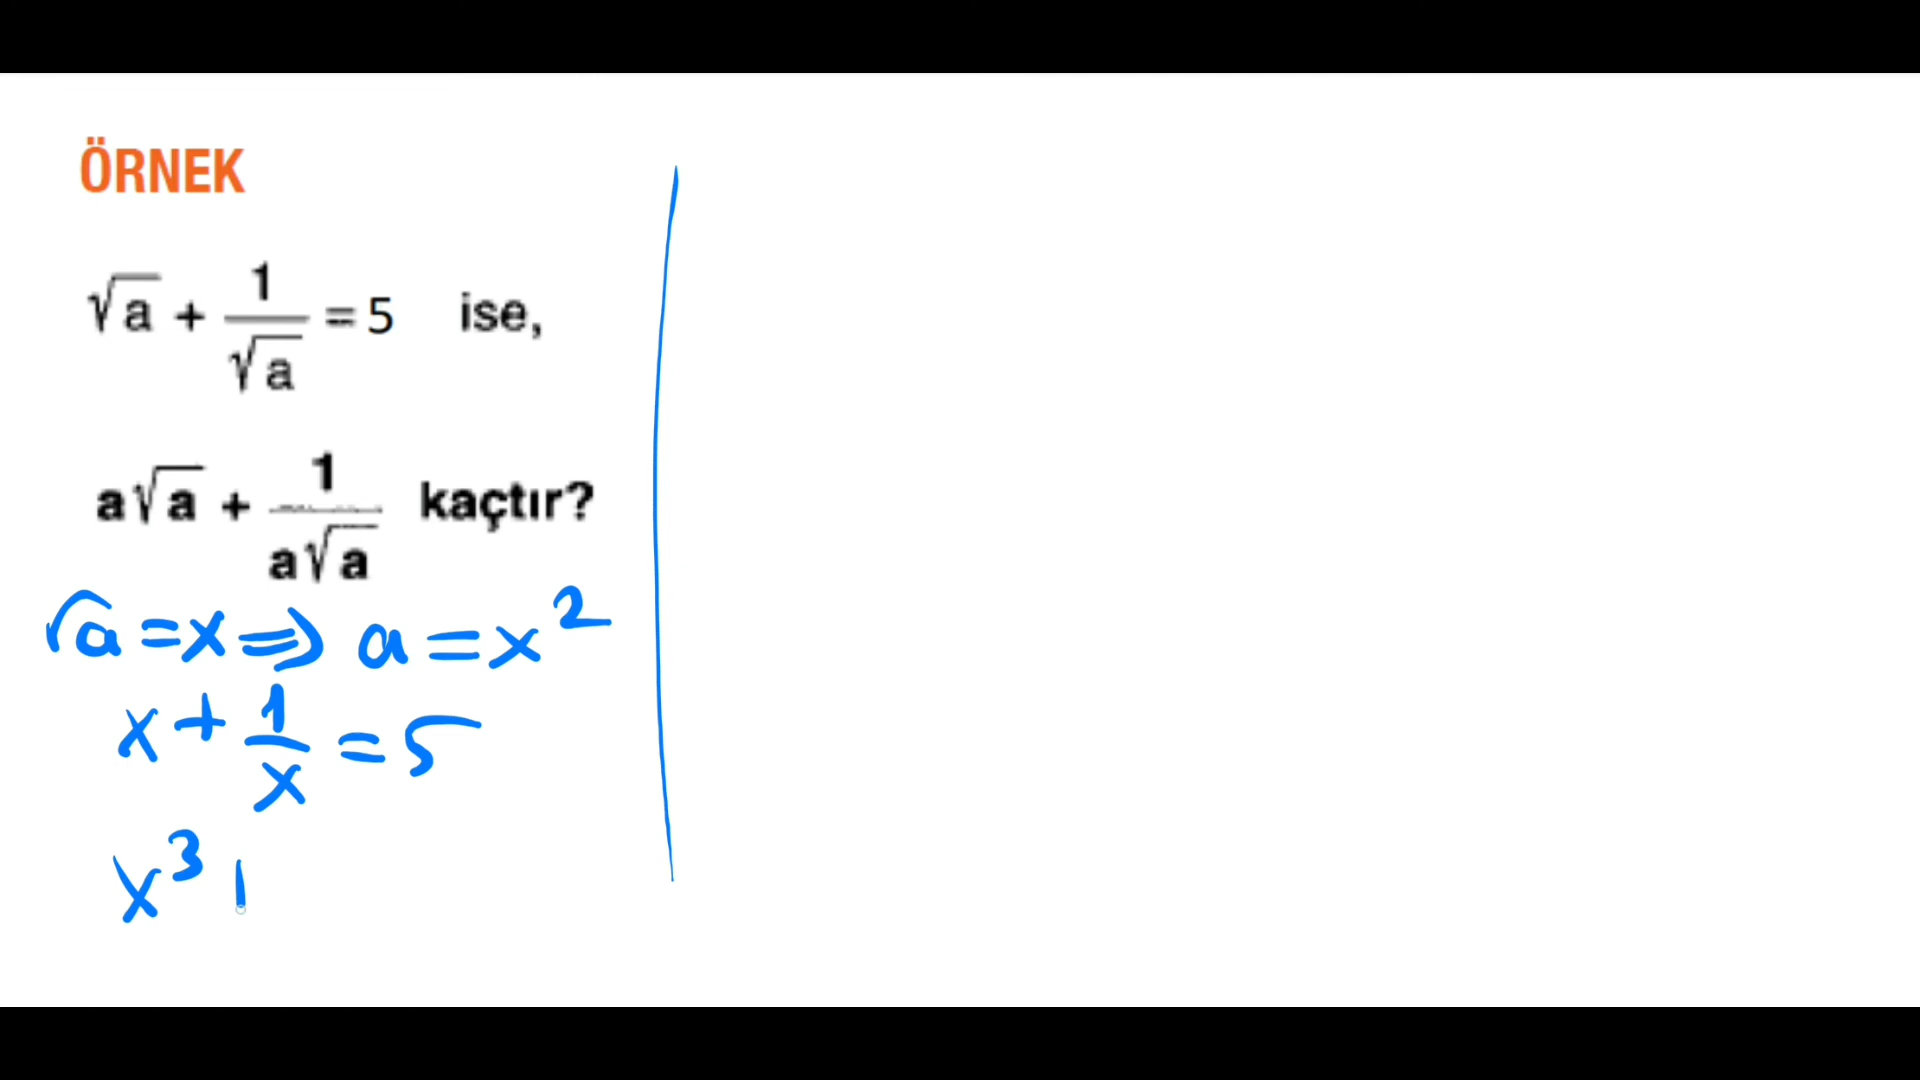 ÖRNEK
√a + 1/√a = 5 ise,
a√a + 1/(a√a) kaçtır?
√a = x ⇒ a = x²
x + 1/x = 5
x³ I